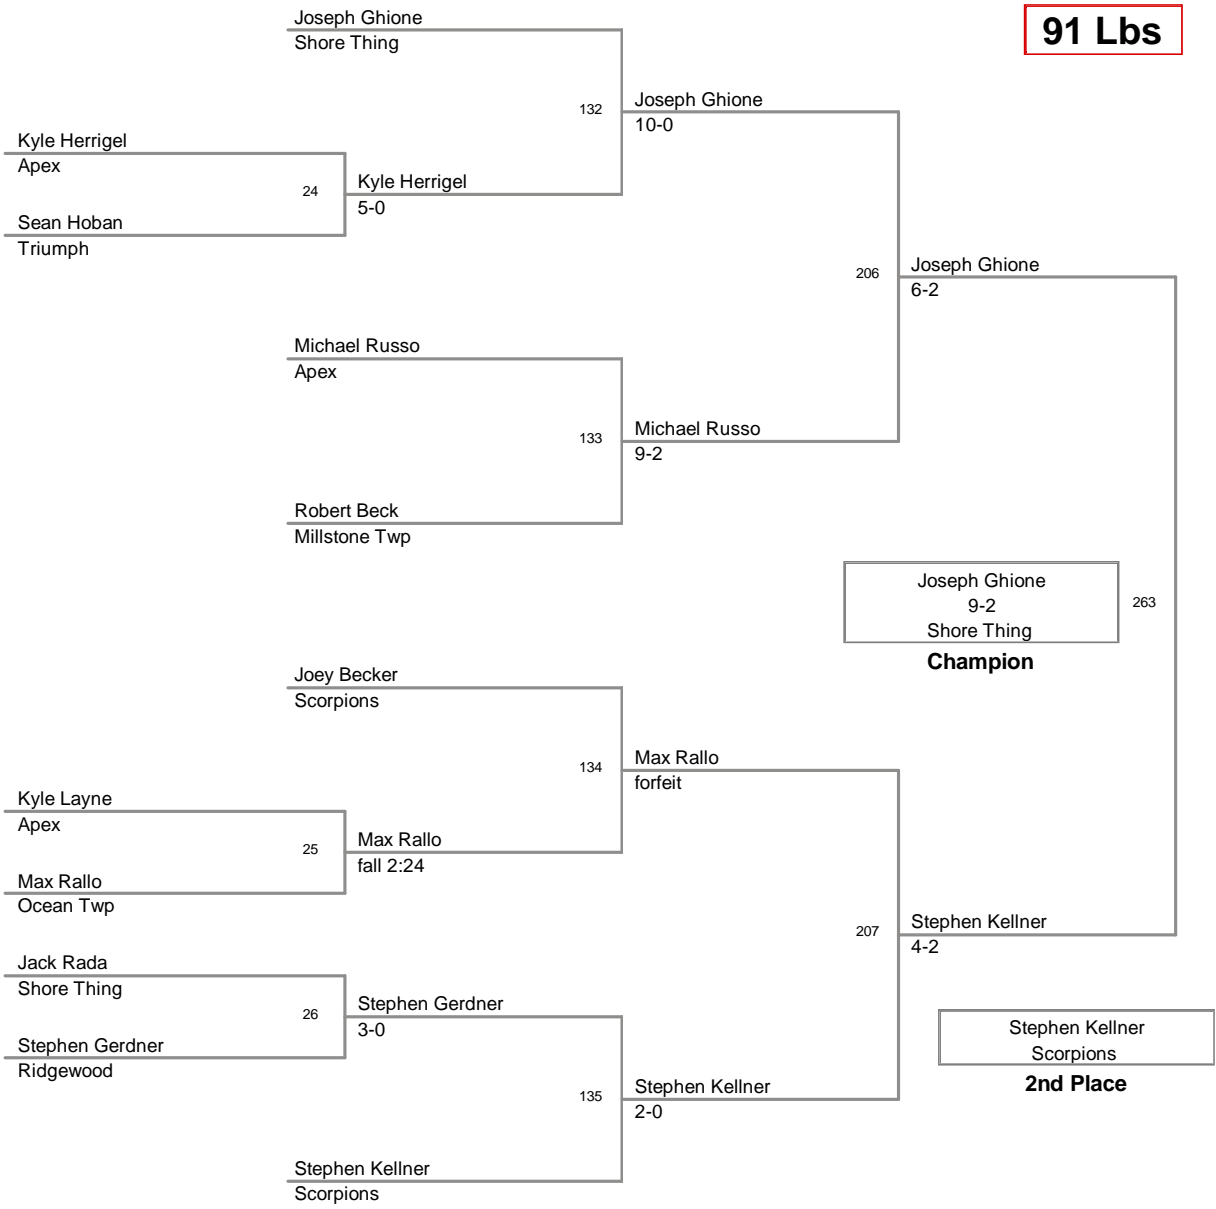 Joseph Ghione
Shore Thing
91 Lbs
132
Joseph Ghione
10-0
Kyle Herrigel
Apex
24
Kyle Herrigel
5-0
Sean Hoban
Triumph
206
Joseph Ghione
6-2
Michael Russo
Apex
133
Michael Russo
9-2
Robert Beck
Millstone Twp
Joseph Ghione
9-2
Shore Thing
263
Champion
Joey Becker
Scorpions
134
Max Rallo
forfeit
Kyle Layne
Apex
25
Max Rallo
fall 2:24
Max Rallo
Ocean Twp
207
Stephen Kellner
4-2
Jack Rada
Shore Thing
26
Stephen Gerdner
3-0
Stephen Gerdner
Ridgewood
Stephen Kellner
Scorpions
2nd Place
135
Stephen Kellner
2-0
Stephen Kellner
Scorpions